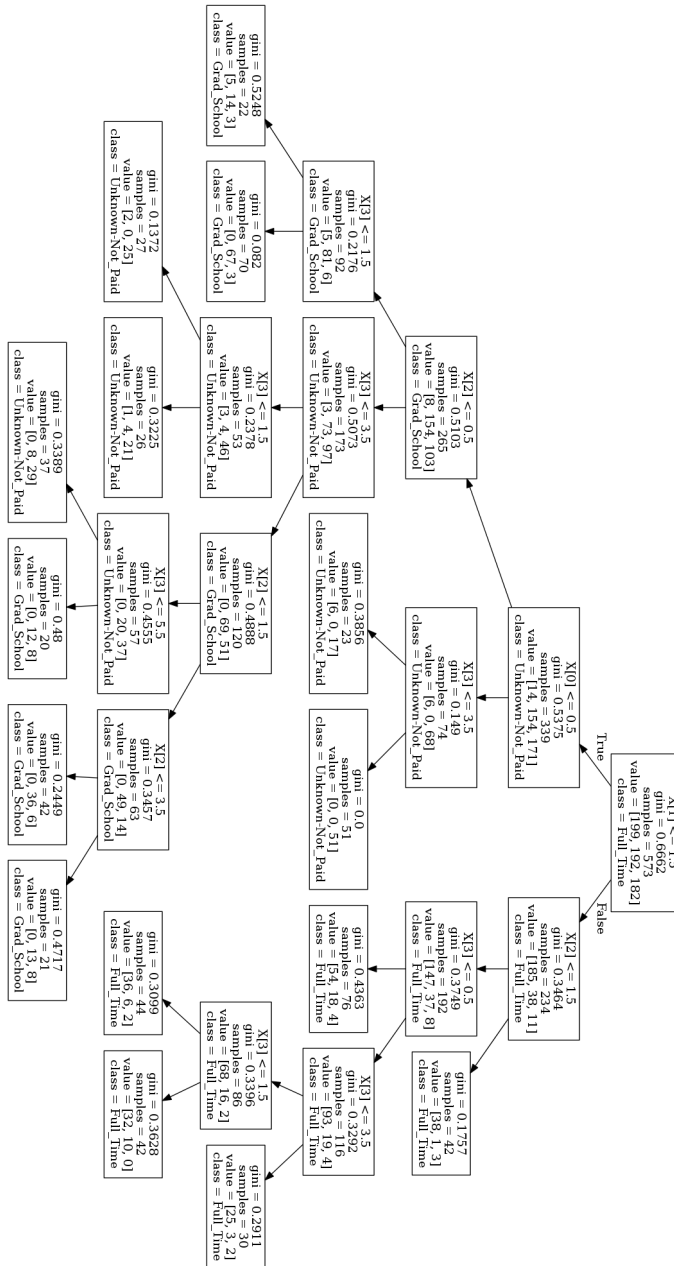 X[1] <= 1.5
gini = 0.6662
samples = 573
value = [199, 192, 182]
class = Full_Time
True
False
X[0] <= 0.5
gini = 0.5375
samples = 339
value = [14, 154, 171]
class = Unknown-Not_Paid
X[2] <= 1.5
gini = 0.3464
samples = 234
value = [185, 38, 11]
class = Full_Time
X[2] <= 0.5
gini = 0.5103
samples = 265
value = [8, 154, 103]
class = Grad_School
X[3] <= 3.5
gini = 0.149
samples = 74
value = [6, 0, 68]
class = Unknown-Not_Paid
X[3] <= 0.5
gini = 0.3749
samples = 192
value = [147, 37, 8]
class = Full_Time
gini = 0.1757
samples = 42
value = [38, 1, 3]
class = Full_Time
X[3] <= 1.5
gini = 0.2176
samples = 92
value = [5, 81, 6]
class = Grad_School
X[3] <= 3.5
gini = 0.5073
samples = 173
value = [3, 73, 97]
class = Unknown-Not_Paid
gini = 0.3856
samples = 23
value = [6, 0, 17]
class = Unknown-Not_Paid
gini = 0.0
samples = 51
value = [0, 0, 51]
class = Unknown-Not_Paid
gini = 0.4363
samples = 76
value = [54, 18, 4]
class = Full_Time
X[3] <= 3.5
gini = 0.3292
samples = 116
value = [93, 19, 4]
class = Full_Time
gini = 0.5248
samples = 22
value = [5, 14, 3]
class = Grad_School
gini = 0.082
samples = 70
value = [0, 67, 3]
class = Grad_School
X[3] <= 1.5
gini = 0.2378
samples = 53
value = [3, 4, 46]
class = Unknown-Not_Paid
X[2] <= 1.5
gini = 0.4888
samples = 120
value = [0, 69, 51]
class = Grad_School
X[3] <= 1.5
gini = 0.3396
samples = 86
value = [68, 16, 2]
class = Full_Time
gini = 0.2911
samples = 30
value = [25, 3, 2]
class = Full_Time
gini = 0.1372
samples = 27
value = [2, 0, 25]
class = Unknown-Not_Paid
gini = 0.3225
samples = 26
value = [1, 4, 21]
class = Unknown-Not_Paid
X[3] <= 5.5
gini = 0.4555
samples = 57
value = [0, 20, 37]
class = Unknown-Not_Paid
X[2] <= 3.5
gini = 0.3457
samples = 63
value = [0, 49, 14]
class = Grad_School
gini = 0.3099
samples = 44
value = [36, 6, 2]
class = Full_Time
gini = 0.3628
samples = 42
value = [32, 10, 0]
class = Full_Time
gini = 0.3389
samples = 37
value = [0, 8, 29]
class = Unknown-Not_Paid
gini = 0.48
samples = 20
value = [0, 12, 8]
class = Grad_School
gini = 0.2449
samples = 42
value = [0, 36, 6]
class = Grad_School
gini = 0.4717
samples = 21
value = [0, 13, 8]
class = Grad_School